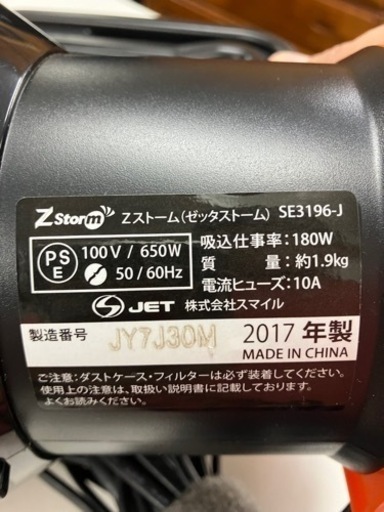 Z Storm Zストーム(ゼッタストーム) SE3196-J
PS E 100V / 650W 吸込仕事率:180W
50 / 60Hz 質 量:約1.9kg
電流ヒューズ:10A
JET 株式会社スマイル
製造番号 JY7J30M 2017 年製
MADE IN CHINA
ご注意:ダストケース・フィルターは必ず装着してください。
使用上の注意は、取扱い説明書に記載しております。
よくお読みください。